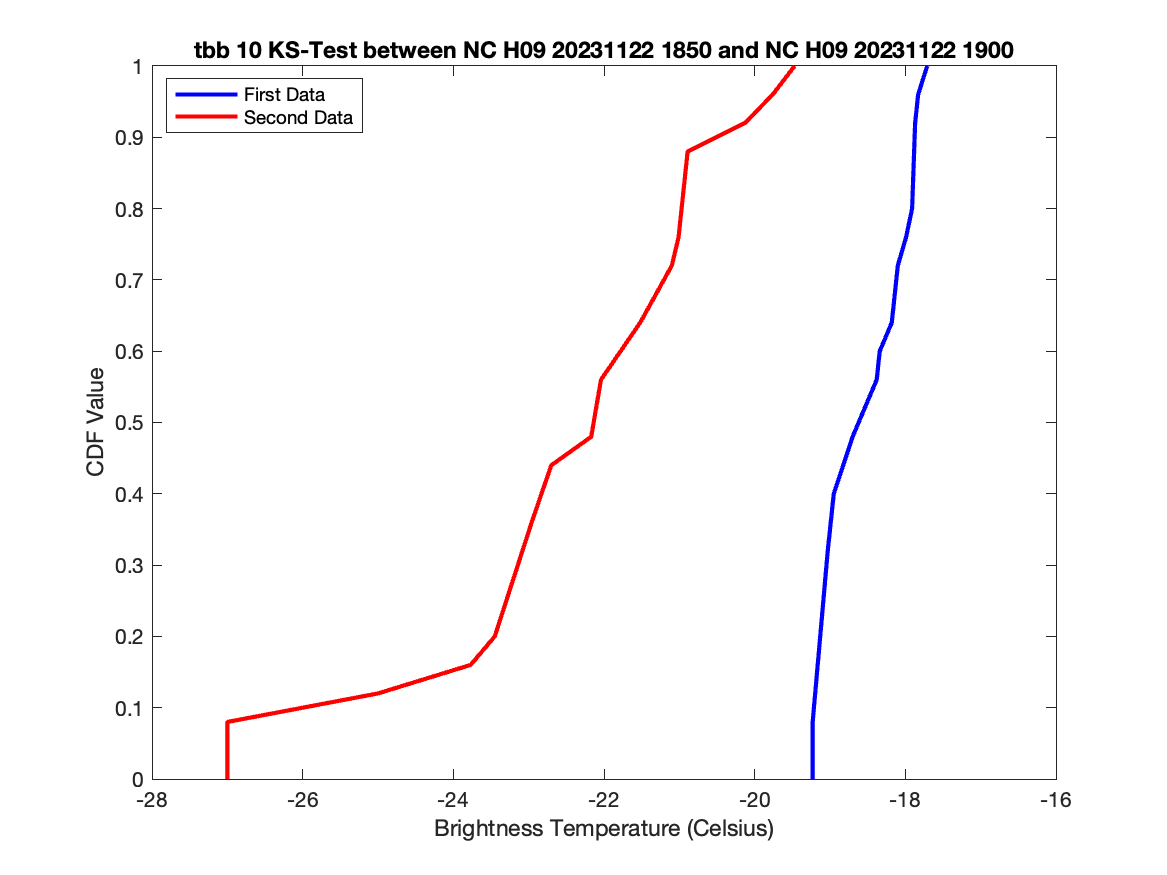 tbb 10 KS-Test between NC H09 20231122 1850 and NC H09 20231122 1900
First Data
Second Data
1
0.9
0.8
0.7
0.6
0.5
0.4
0.3
0.2
0.1
0
CDF Value
-28 -26 -24 -22 -20 -18 -16
Brightness Temperature (Celsius)